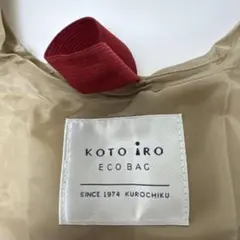 KOTO iRO
ECO BAG
SINCE 1974 KUROCHIKU